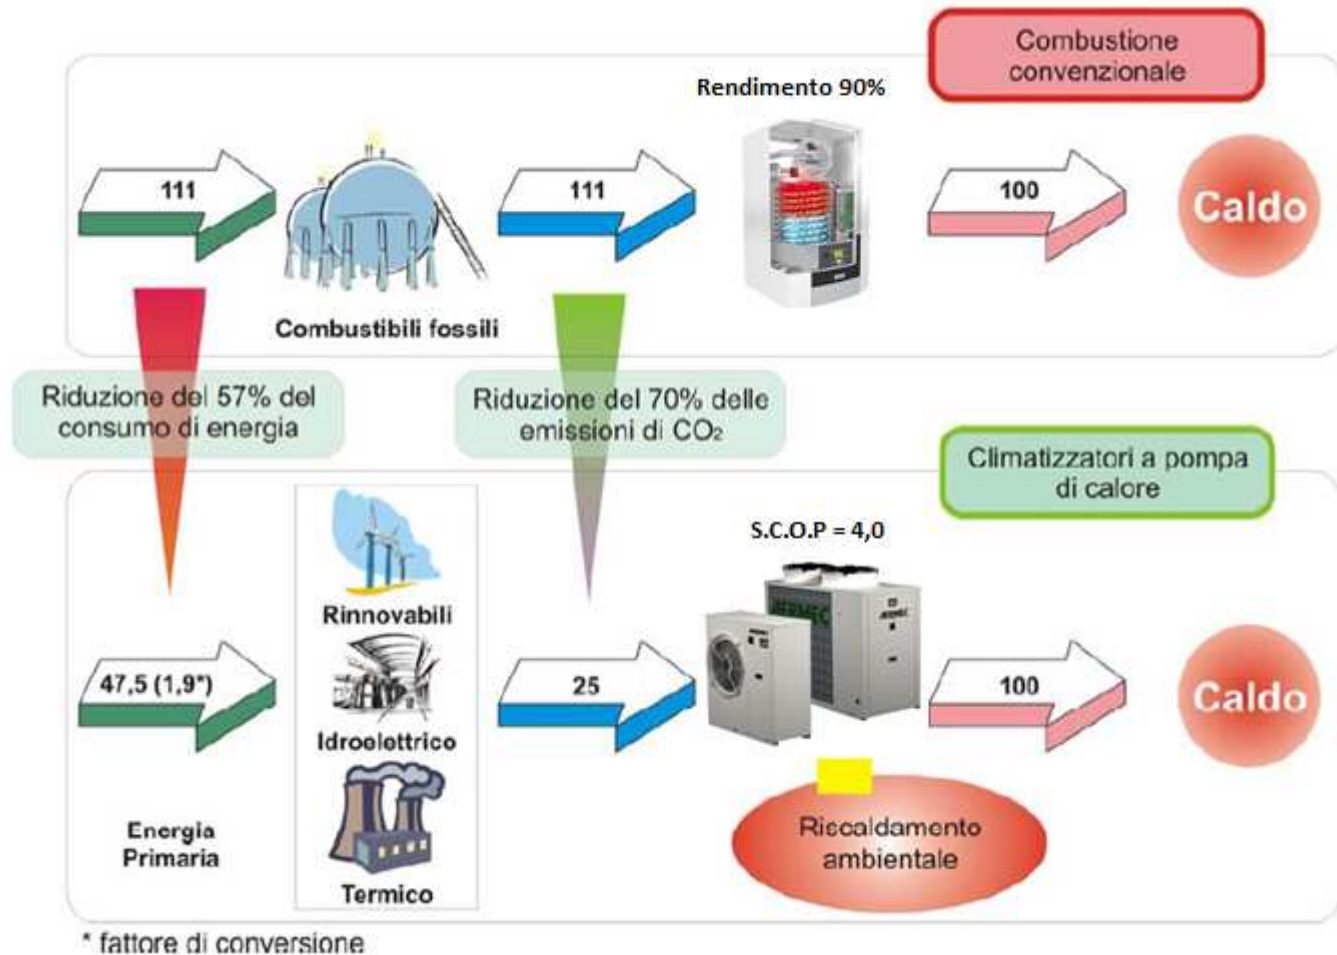 Combustione
convenzionale
Rendimento 90%
111
111
100
Caldo
Combustibili fossili
Riduzione del 57% del
consumo di energia
Riduzione del 70% delle
emissioni di CO₂
Climatizzatori a pompa
di calore
S.C.O.P = 4,0
AERMEC
Rinnovabili
47,5 (1,9*)
25
100
Caldo
Idroelettrico
Energia
Primaria
Riscaldamento
ambientale
Termico
* fattore di conversione